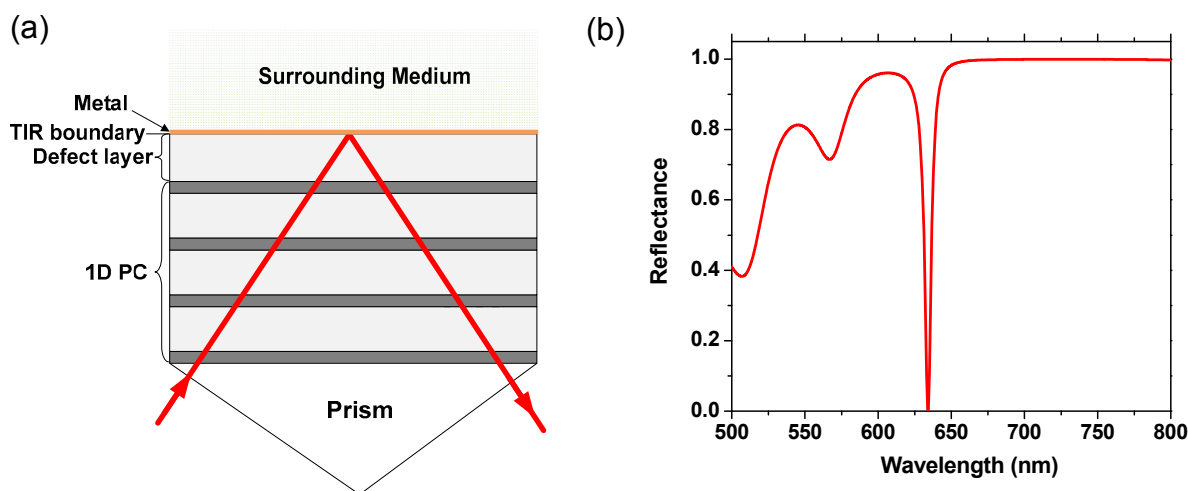 (a)
Surrounding Medium
Metal
TIR boundary
Defect layer
1D PC
Prism
(b)
Reflectance
1.0
0.8
0.6
0.4
0.2
0.0
500 550 600 650 700 750 800
Wavelength (nm)